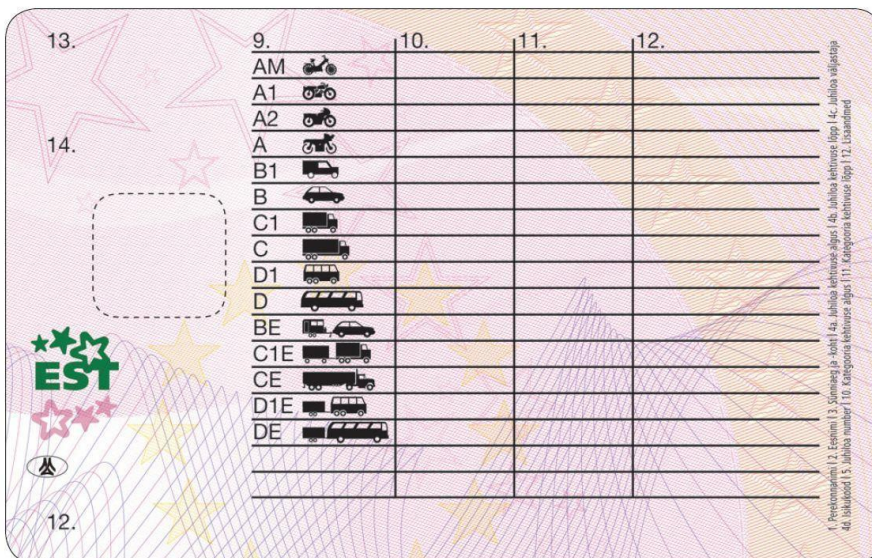 13.
9. 10. 11. 12.
AM
A1
A2
14.
A
B1
B
C1
C
D1
D
BE
C1E
EST
CE
D1E
DE
12.
1. Perekonnanimi | 2. Eesnimi | 3. Sünniaeg ja -koht | 4a. Juhiloa kehtivuse algus | 4b. Juhiloa kehtivuse lõpp | 4c. Juhiloa väljastaja
4d. Isikukood | 5. Juhiloa number | 10. Kategooria kehtivuse algus | 11. Kategooria kehtivuse lõpp | 12. Lisaandmed